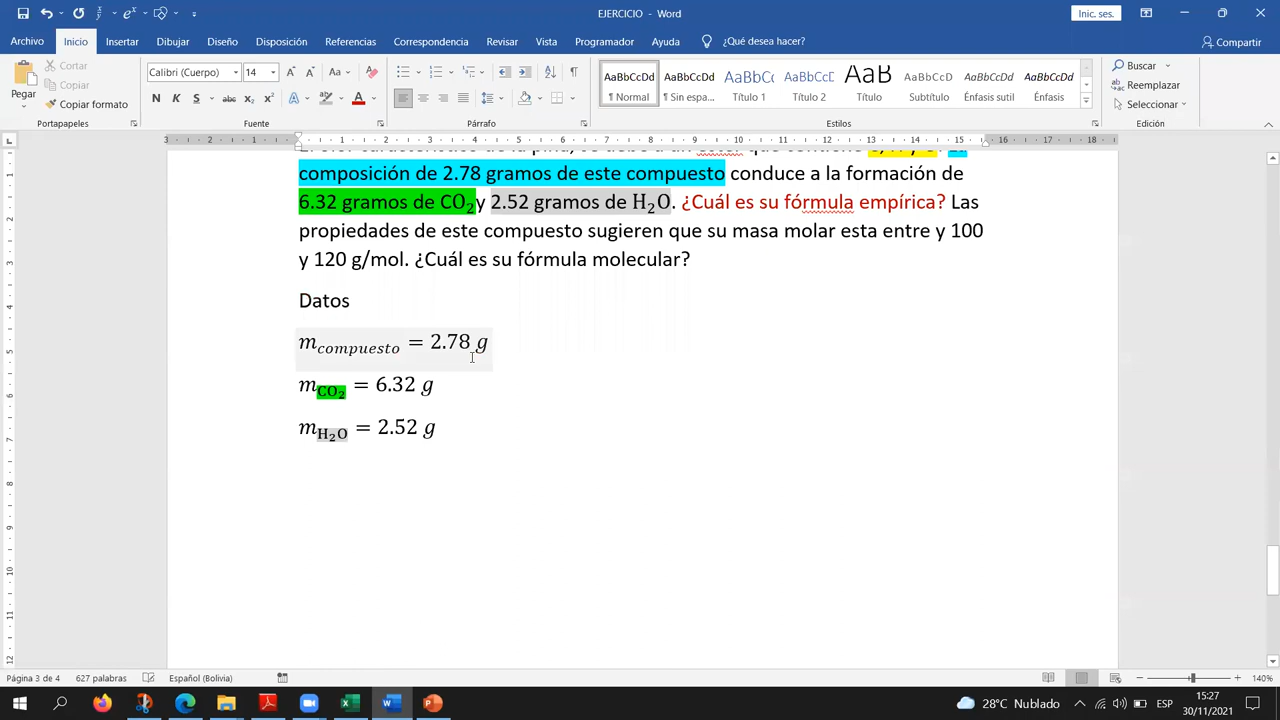 EJERCICIO - Word
Inic. ses.
Archivo Inicio Insertar Dibujar Diseño Disposición Referencias Correspondencia Revisar Vista Programador Ayuda ¿Qué desea hacer? Compartir
Pegar
Cortar
Copiar
Copiar formato
Portapapeles
Calibri (Cuerpo) 14
Fuente
Párrafo
AaBbCcDd AaBbCcDd AaBbCc AaBbCcD AaB AaBbCcD AaBbCcDd AaBbCcDd
¶ Normal ¶ Sin espa... Título 1 Título 2 Título Subtítulo Énfasis sutil Énfasis
Estilos
Buscar
Reemplazar
Seleccionar
Edición
composición de 2.78 gramos de este compuesto conduce a la formación de
6.32 gramos de CO₂y 2.52 gramos de H₂O. ¿Cuál es su fórmula empírica? Las
propiedades de este compuesto sugieren que su masa molar esta entre y 100
y 120 g/mol. ¿Cuál es su fórmula molecular?
Datos
m compuesto = 2.78 g
m CO₂ = 6.32 g
m H₂O = 2.52 g
Página 3 de 4 627 palabras Español (Bolivia) 140%
28°C Nublado ESP 15:27
30/11/2021